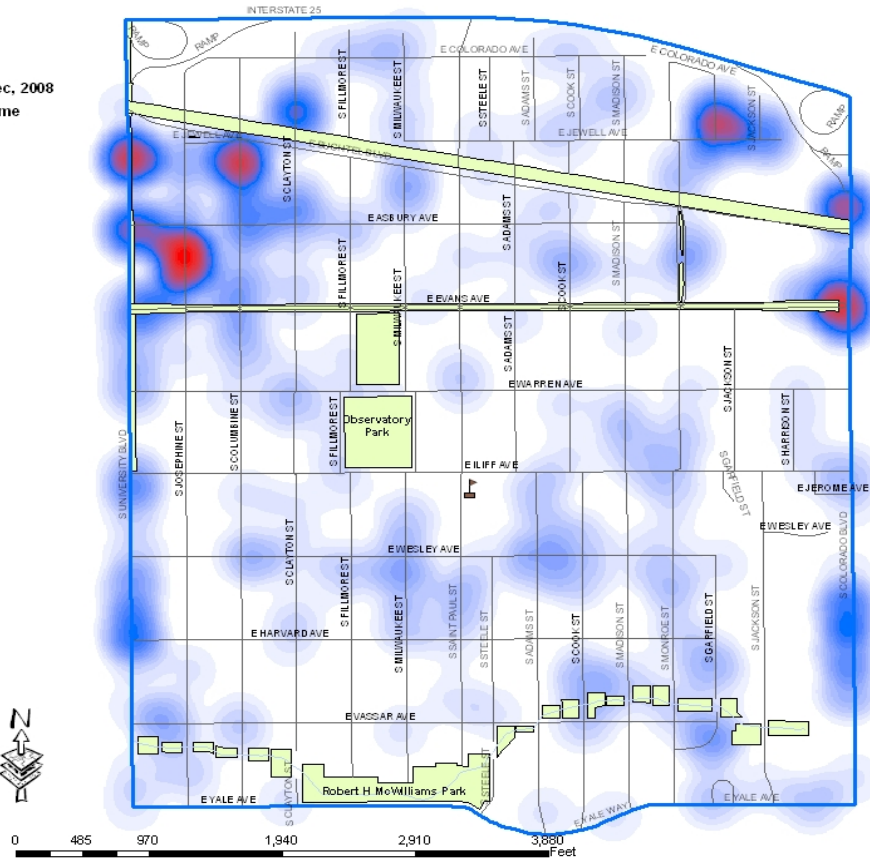 INTERSTATE 25
RAMP
RAMP
E COLORADO AVE
E COLORADO AVE
ec, 2008
me
S FILLMORE ST
S MILWAUKEE ST
S STEELE ST
S ADAMS ST
S COOK ST
S MADISON ST
S JACKSON ST
RAMP
E JEWELL AVE
E JEWELL AVE
E BUCHTEL BLVD
RAMP
S CLAYTON ST
E ASBURY AVE
S ADAMS ST
S MADISON ST
S FILLMORE ST
S MILWAUKEE ST
S COOK ST
E EVANS AVE
S ADAMS ST
S JACKSON ST
E WARREN AVE
S UNIVERSITY BLVD
S JOSEPHINE ST
S COLUMBINE ST
S FILLMORE ST
Observatory
Park
S HARRISON ST
E ILIFF AVE
S GARFIELD ST
E JEROME AVE
E WESLEY AVE
S COLORADO BLVD
S CLAYTON ST
E WESLEY AVE
S FILLMORE ST
S MILWAUKEE ST
S SAINT PAUL ST
S STEELE ST
S ADAMS ST
S COOK ST
S MADISON ST
S MONROE ST
S GARFIELD ST
S JACKSON ST
E HARVARD AVE
E VASSAR AVE
N
S CLAYTON ST
Robert H McWilliams Park
S STEELE ST
E YALE AVE
E YALE WAY
E YALE AVE
0 485 970 1,940 2,910 3,880
Feet